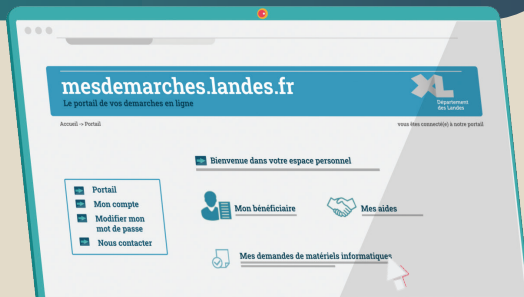 mesdemarches.landes.fr
Le portail de vos demarches en ligne
XL
Département
des Landes
Accueil -> Portail
vous êtes connecté(e) à notre portail
Bienvenue dans votre espace personnel
Portail
Mon compte
Modifier mon
mot de passe
Nous contacter
Mon bénéficiaire
Mes aides
Mes demandes de matériels informatiques